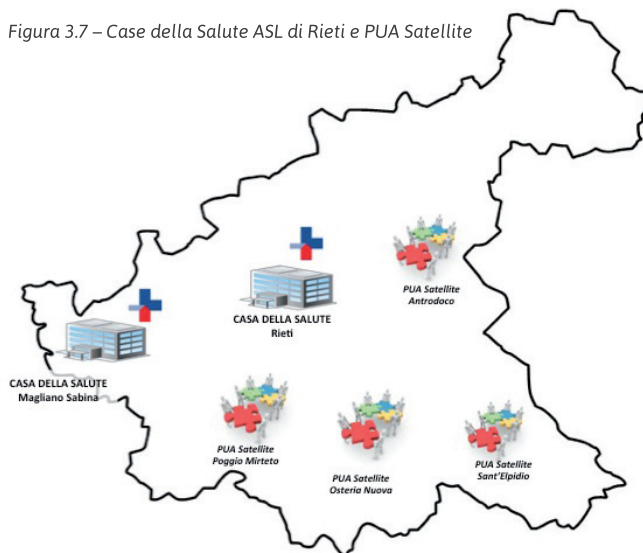 Figura 3.7 – Case della Salute ASL di Rieti e PUA Satellite
PUA Satellite
Antrodoco
CASA DELLA SALUTE
Rieti
CASA DELLA SALUTE
Magliano Sabina
PUA Satellite
Poggio Mirteto
PUA Satellite
Osteria Nuova
PUA Satellite
Sant'Elpidio